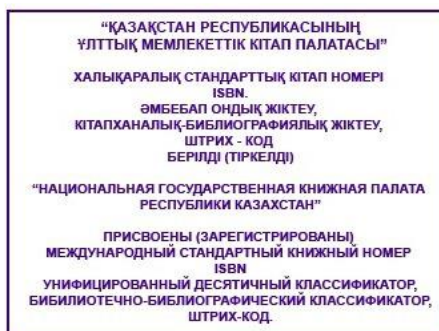 “ҚАЗАҚСТАН РЕСПУБЛИКАСЫНЫҢ
ҰЛТТЫҚ МЕМЛЕКЕТТІК КІТАП ПАЛАТАСЫ”
ХАЛЫҚАРАЛЫҚ СТАНДАРТТЫҚ КІТАП НОМЕРІ
ISBN.
ӘМБЕБАП ОНДЫҚ ЖІКТЕУ,
КІТАПХАНАЛЫҚ-БИБЛИОГРАФИЯЛЫҚ ЖІКТЕУ,
ШТРИХ - КОД
БЕРІЛДІ (ТІРКЕЛДІ)
“НАЦИОНАЛЬНАЯ ГОСУДАРСТВЕННАЯ КНИЖНАЯ ПАЛАТА
РЕСПУБЛИКИ КАЗАХСТАН”
ПРИСВОЕНЫ (ЗАРЕГИСТРИРОВАНЫ)
МЕЖДУНАРОДНЫЙ СТАНДАРТНЫЙ КНИЖНЫЙ НОМЕР
ISBN
УНИФИЦИРОВАННЫЙ ДЕСЯТИЧНЫЙ КЛАССИФИКАТОР,
БИБИЛИОТЕЧНО-БИБЛИОГРАФИЧЕСКИЙ КЛАССИФИКАТОР,
ШТРИХ-КОД.